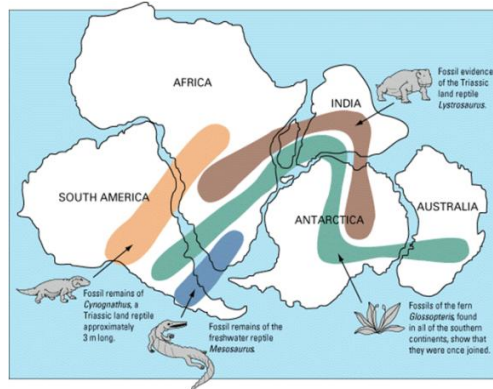 AFRICA
INDIA
Fossil evidence
of the Triassic
land reptile
Lystrosaurus.
SOUTH AMERICA
ANTARCTICA
AUSTRALIA
Fossil remains of
Cynognathus, a
Triassic land reptile
approximately
3 m long.
Fossil remains of the
freshwater reptile
Mesosaurus.
Fossils of the fern
Glossopteris, found
in all of the southern
continents, show that
they were once joined.